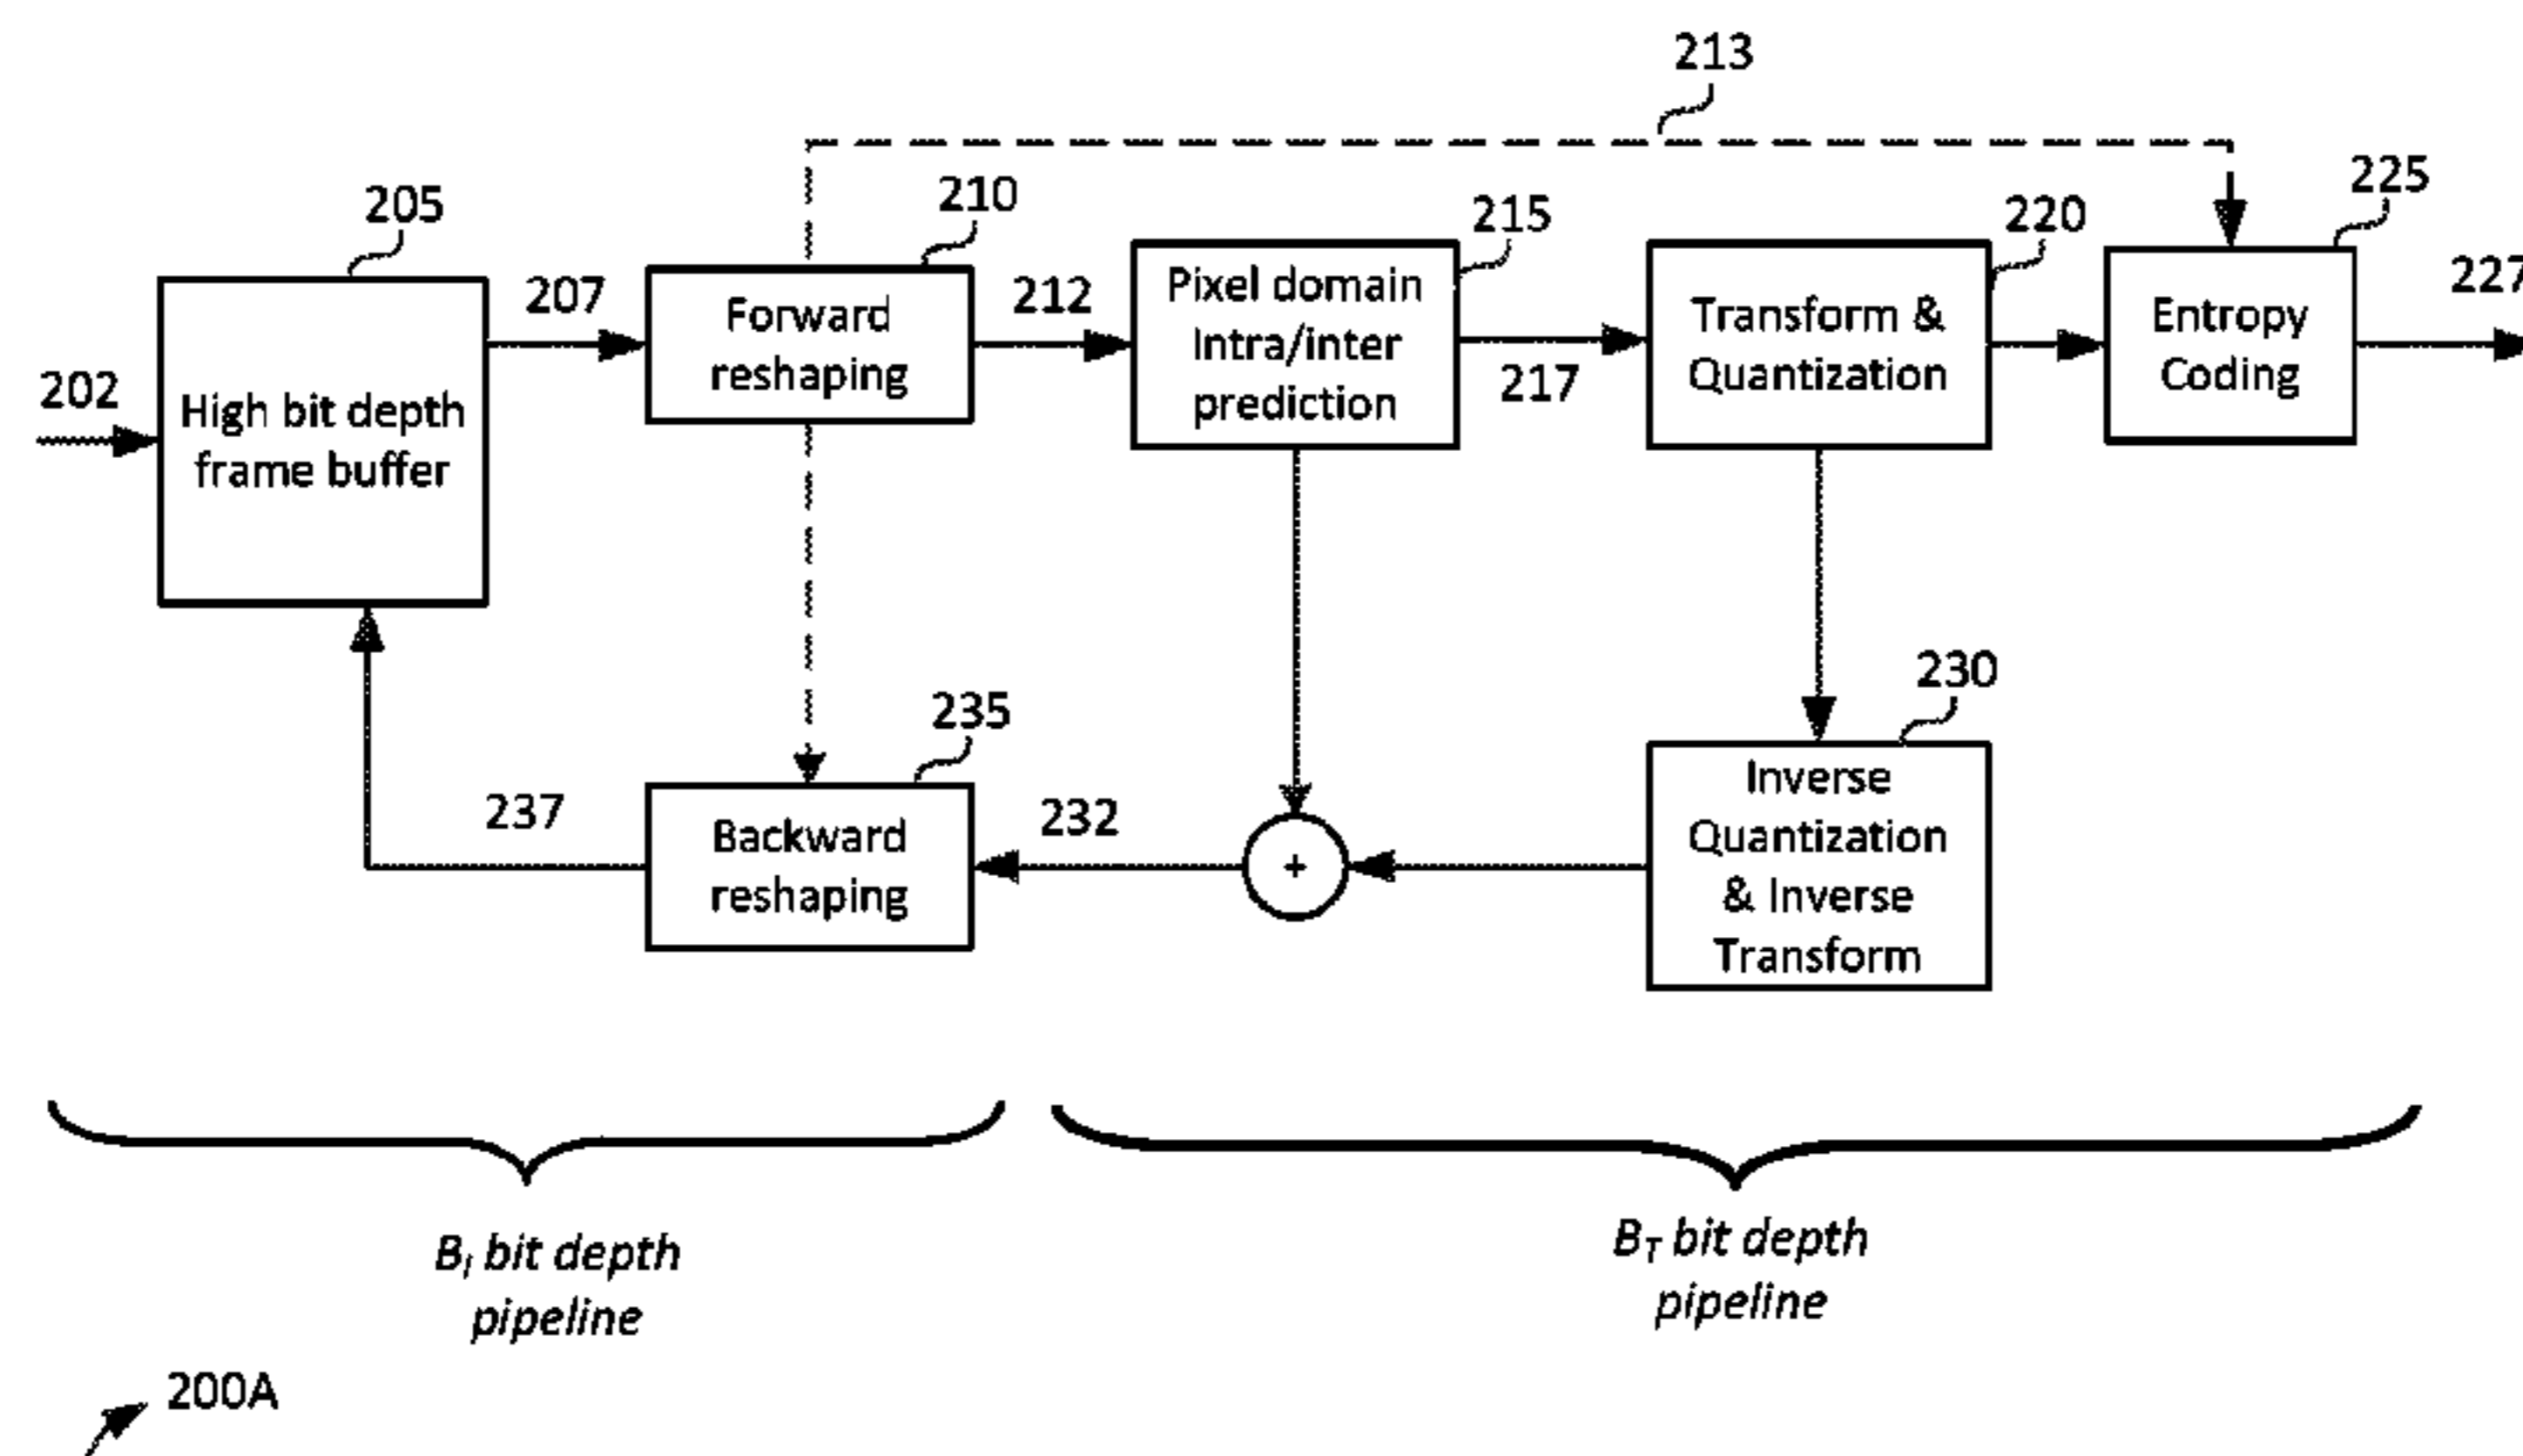 213
205
210
215
220
225
202
207
212
217
227
High bit depth
frame buffer
Forward
reshaping
Pixel domain
Intra/inter
prediction
Transform &
Quantization
Entropy
Coding
237
235
232
230
Backward
reshaping
+
Inverse
Quantization
& Inverse
Transform
B_I bit depth
pipeline
B_T bit depth
pipeline
200A